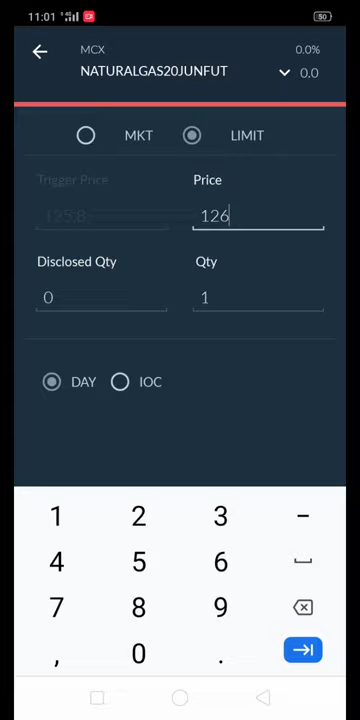 11:01
50
MCX 0.0%
NATURALGAS20JUNFUT 0.0
MKT LIMIT
Trigger Price Price
126
Disclosed Qty Qty
0 1
DAY IOC
1 2 3 -
4 5 6
7 8 9
, 0 .